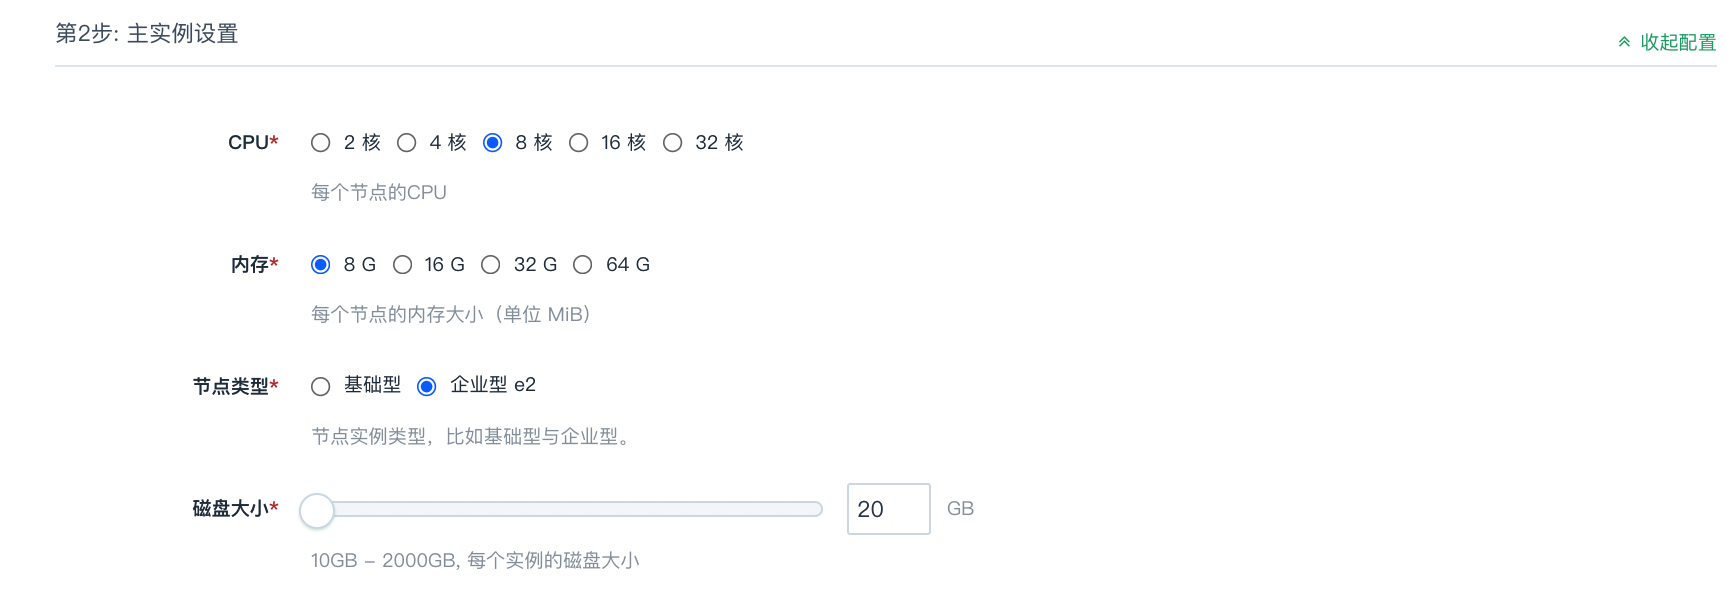 第2步: 主实例设置
收起配置
CPU* 2 核 4 核 8 核 16 核 32 核
每个节点的CPU
内存* 8 G 16 G 32 G 64 G
每个节点的内存大小（单位 MiB）
节点类型* 基础型 企业型 e2
节点实例类型，比如基础型与企业型。
磁盘大小* 20 GB
10GB – 2000GB, 每个实例的磁盘大小